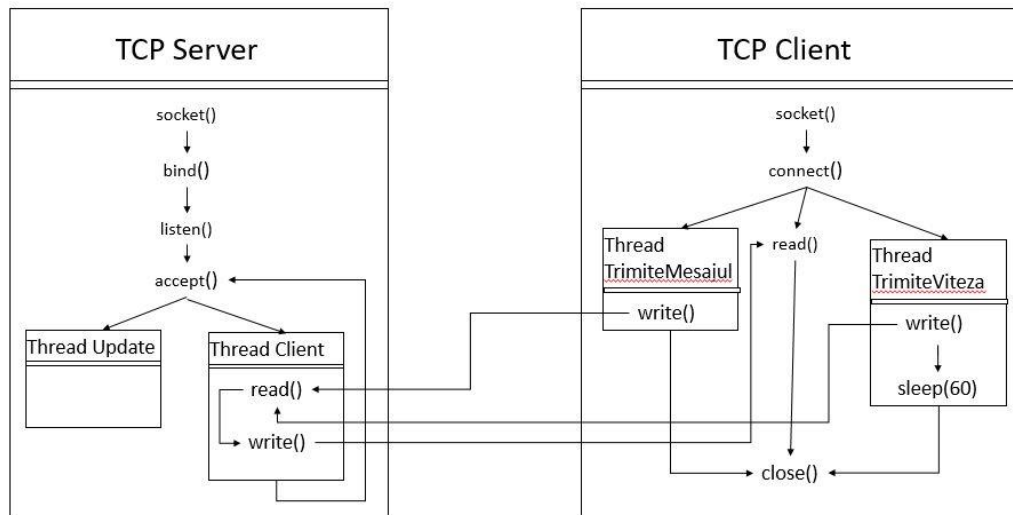 TCP Server
socket()
bind()
listen()
accept()
Thread Update
Thread Client
read()
write()
TCP Client
socket()
connect()
Thread
TrimiteMesajul
write()
read()
Thread
TrimiteViteza
write()
sleep(60)
close()